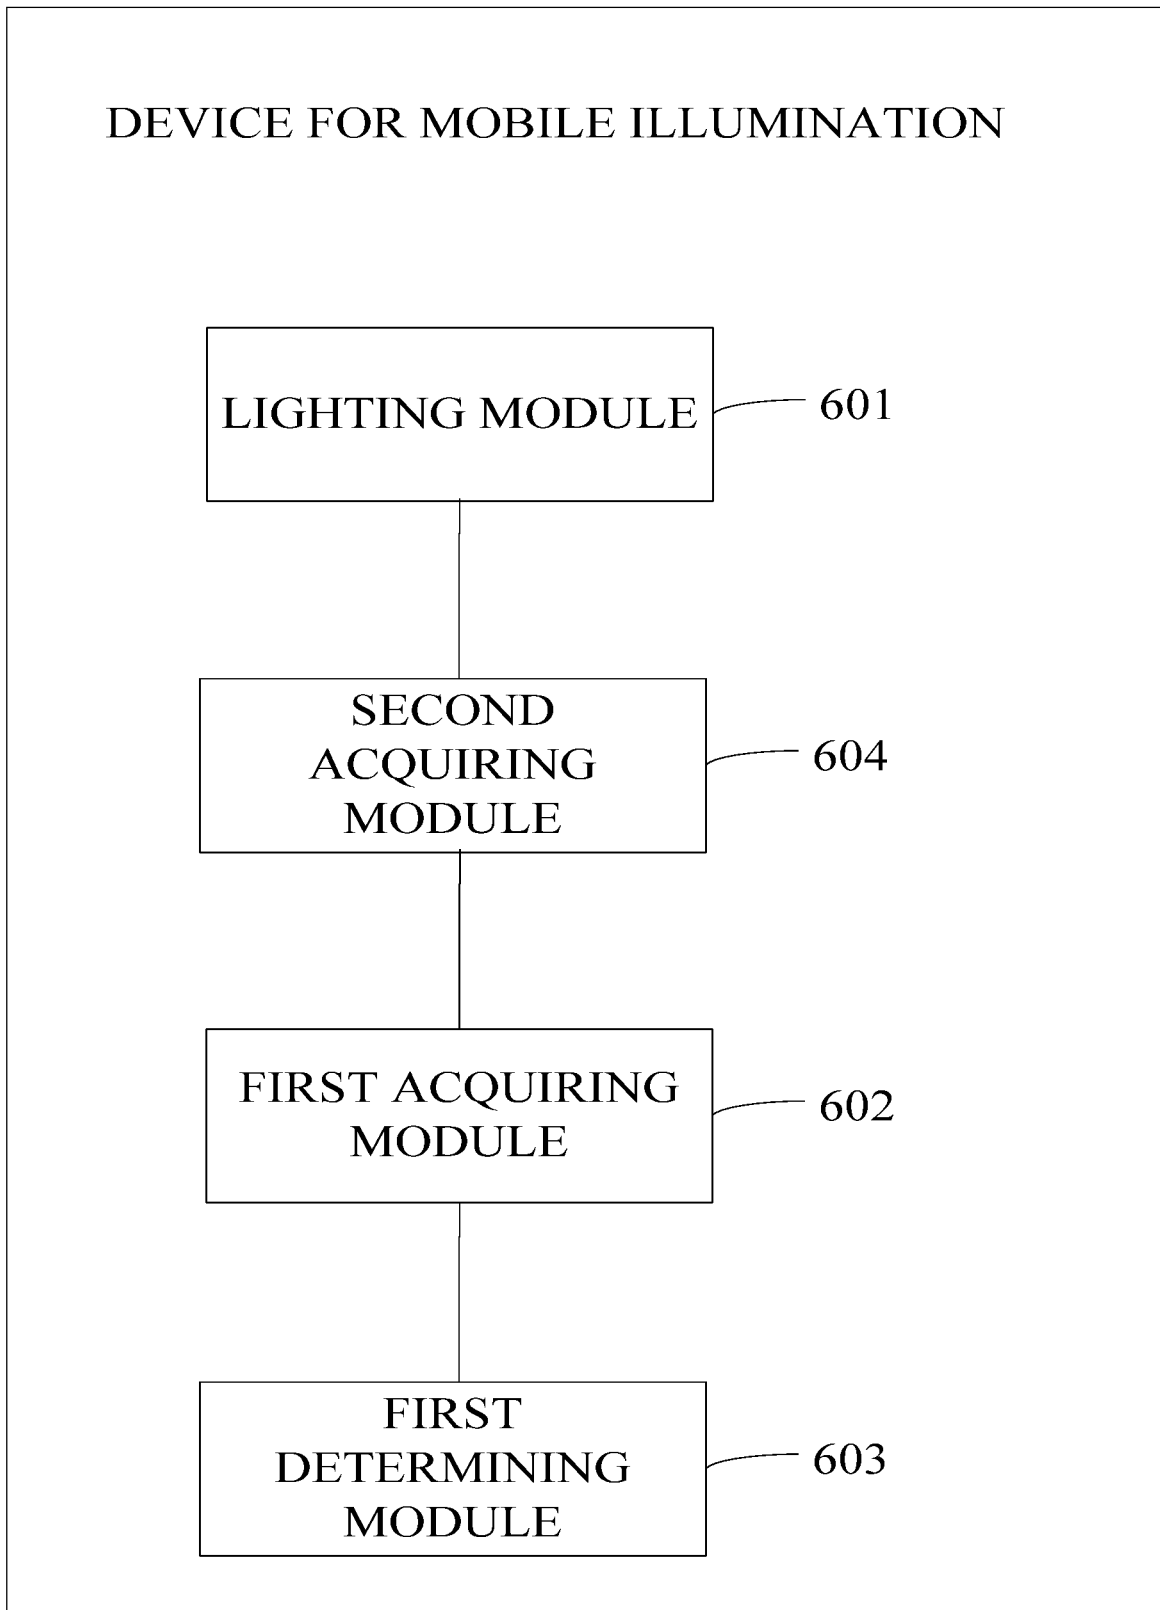 DEVICE FOR MOBILE ILLUMINATION
LIGHTING MODULE
601
SECOND
ACQUIRING
MODULE
604
FIRST ACQUIRING
MODULE
602
FIRST
DETERMINING
MODULE
603